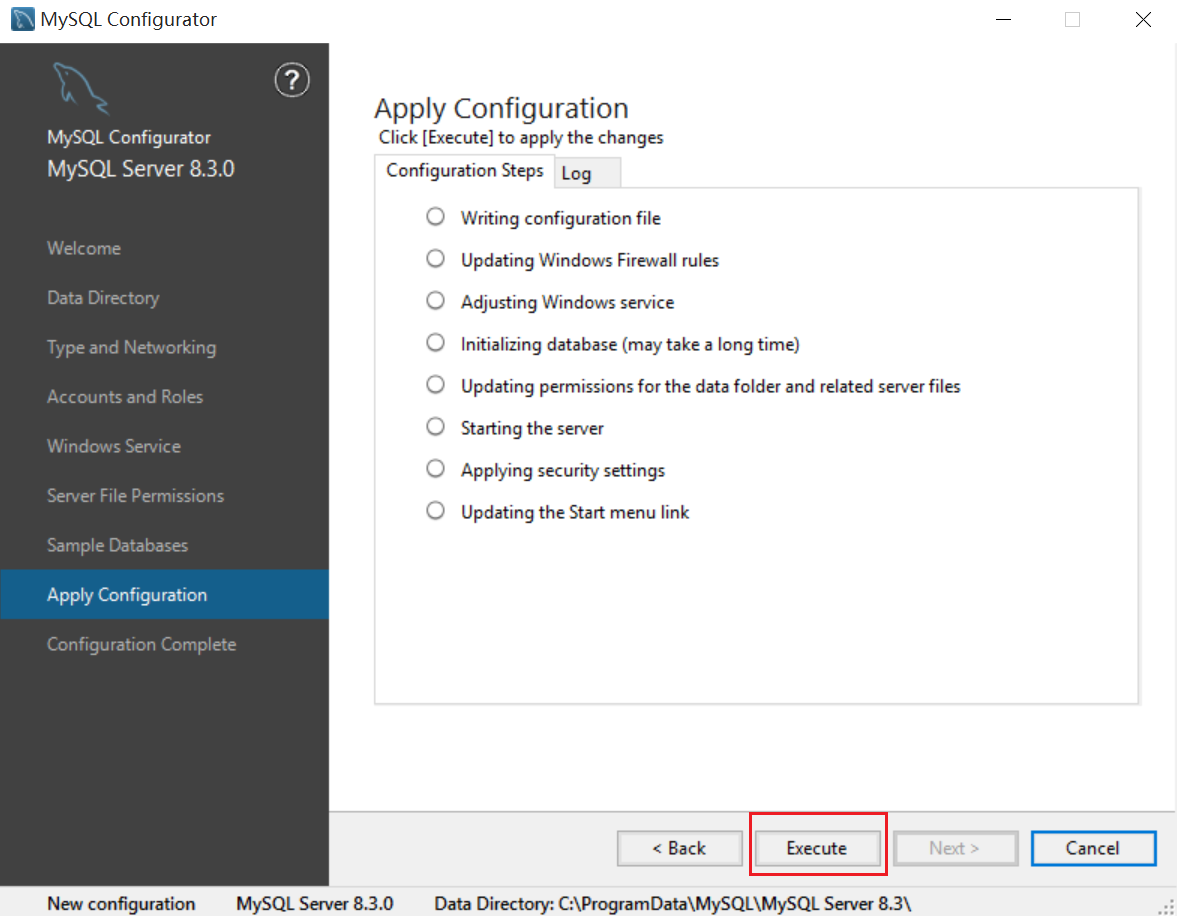 MySQL Configurator
?
MySQL Configurator
MySQL Server 8.3.0
Welcome
Data Directory
Type and Networking
Accounts and Roles
Windows Service
Server File Permissions
Sample Databases
Apply Configuration
Configuration Complete
Apply Configuration
Click [Execute] to apply the changes
Configuration Steps Log
Writing configuration file
Updating Windows Firewall rules
Adjusting Windows service
Initializing database (may take a long time)
Updating permissions for the data folder and related server files
Starting the server
Applying security settings
Updating the Start menu link
< Back Execute Next > Cancel
New configuration MySQL Server 8.3.0 Data Directory: C:\ProgramData\MySQL\MySQL Server 8.3\